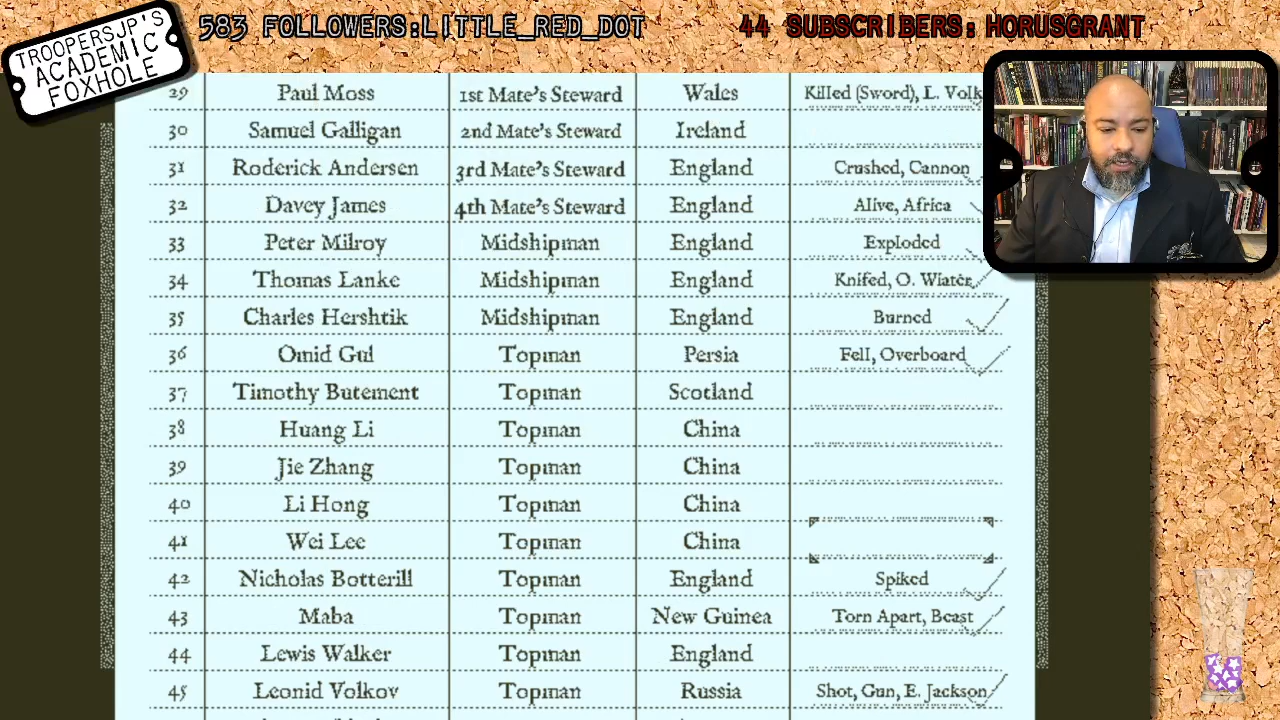 TROOPERSJP'S
ACADEMIC
FOXHOLE
583 FOLLOWERS:LITTLE_RED_DOT
44 SUBSCRIBERS: HORUSGRANT
29 Paul Moss 1st Mate's Steward Wales Killed (Sword), L. Volk
30 Samuel Galligan 2nd Mate's Steward Ireland
31 Roderick Andersen 3rd Mate's Steward England Crushed, Cannon
32 Davey James 4th Mate's Steward England Alive, Africa
33 Peter Milroy Midshipman England Exploded
34 Thomas Lanke Midshipman England Knifed, O. Wiater
35 Charles Hershtik Midshipman England Burned
36 Omid Gul Topman Persia Fell, Overboard
37 Timothy Butement Topman Scotland
38 Huang Li Topman China
39 Jie Zhang Topman China
40 Li Hong Topman China
41 Wei Lee Topman China
42 Nicholas Botterill Topman England Spiked
43 Maba Topman New Guinea Torn Apart, Beast
44 Lewis Walker Topman England
45 Leonid Volkov Topman Russia Shot, Gun, E. Jackson